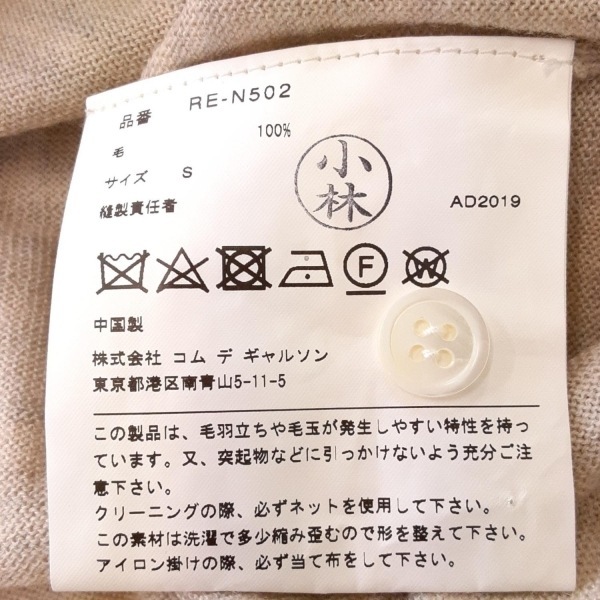 品番 RE-N502
毛 100%
サイズ S
縫製責任者
小林
AD2019
F W
中国製
株式会社 コム デ ギャルソン
東京都港区南青山5-11-5
この製品は、毛羽立ちや毛玉が発生しやすい特性を持っ
ています。又、突起物などに引っかけないよう充分ご注
意下さい。
クリーニングの際、必ずネットを使用して下さい。
この素材は洗濯で多少縮み歪むので形を整えて下さい。
アイロン掛けの際、必ず当て布をして下さい。